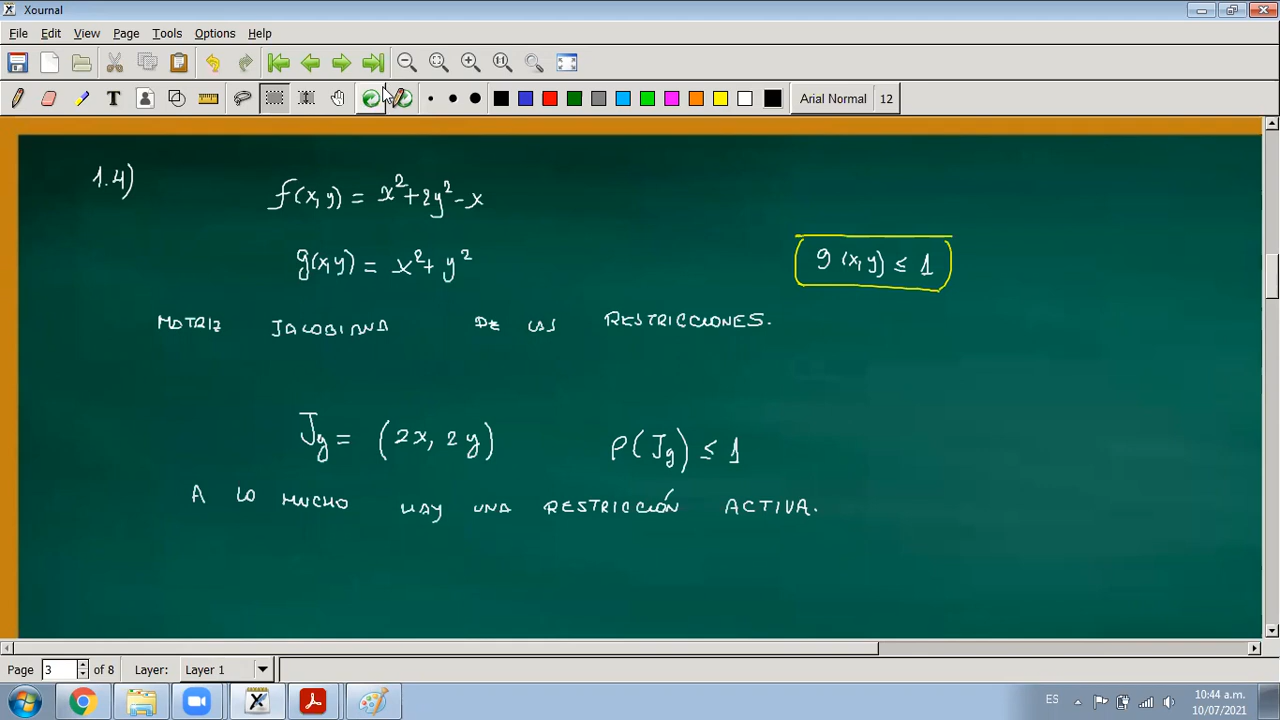 Xournal
File Edit View Page Tools Options Help
Arial Normal 12
1.4) f(x,y) = x²+2y²-x
g(x,y) = x²+y²
g(x,y) ≤ 1
MATRIZ JACOBIANA DE LAS RESTRICCIONES.
Jg = (2x, 2y) ρ(Jg) ≤ 1
A LO MUCHO HAY UNA RESTRICCIÓN ACTIVA.
Page 3 of 8 Layer: Layer 1
ES 10:44 a.m.
10/07/2021